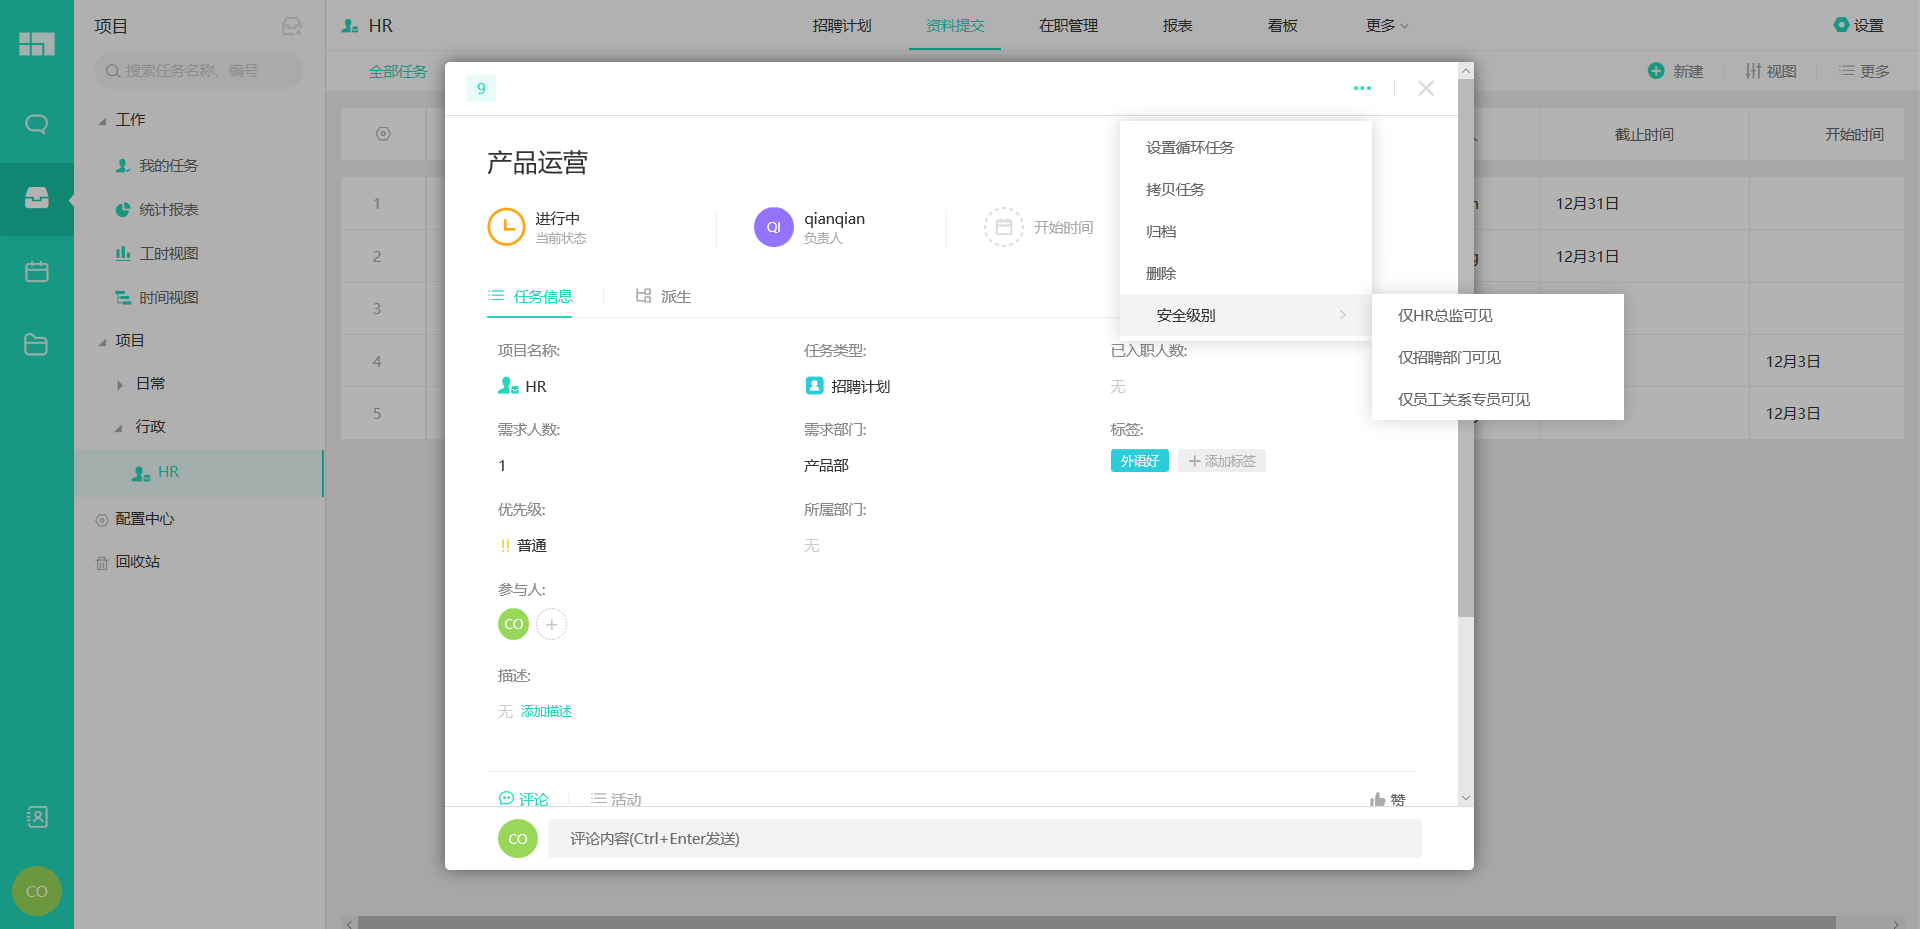 项目
搜索任务名称、编号
工作
我的任务
统计报表
工时视图
时间视图
项目
日常
行政
HR
配置中心
回收站
CO
HR
招聘计划
资料提交
在职管理
报表
看板
更多
设置
全部任务
新建
视图
更多
截止时间
开始时间
1
12月31日
2
12月31日
3
4
12月3日
5
12月3日
9
产品运营
进行中
当前状态
QI
qianqian
负责人
开始时间
任务信息
派生
设置循环任务
拷贝任务
归档
删除
安全级别
仅HR总监可见
仅招聘部门可见
仅员工关系专员可见
项目名称:
任务类型:
已入职人数:
HR
招聘计划
无
需求人数:
需求部门:
标签:
1
产品部
外语好
添加标签
优先级:
所属部门:
普通
无
参与人:
CO
描述:
无 添加描述
评论
活动
赞
CO
评论内容(Ctrl+Enter发送)